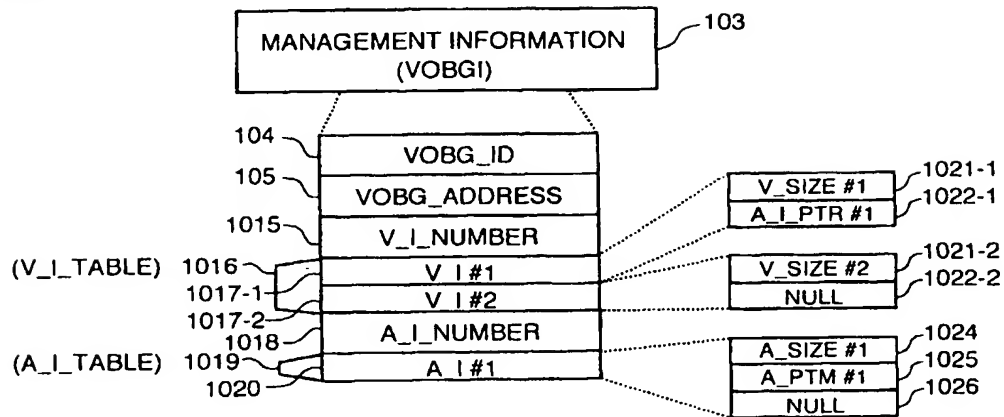 MANAGEMENT INFORMATION
(VOBGI)
103
104
VOBG_ID
105
VOBG_ADDRESS
1015
V_I_NUMBER
(V_I_TABLE)
1016
1017-1
V_I #1
1017-2
V_I #2
1018
A_I_NUMBER
(A_I_TABLE)
1019
1020
A_I #1
V_SIZE #1
1021-1
A_I_PTR #1
1022-1
V_SIZE #2
1021-2
NULL
1022-2
A_SIZE #1
1024
A_PTM #1
1025
NULL
1026